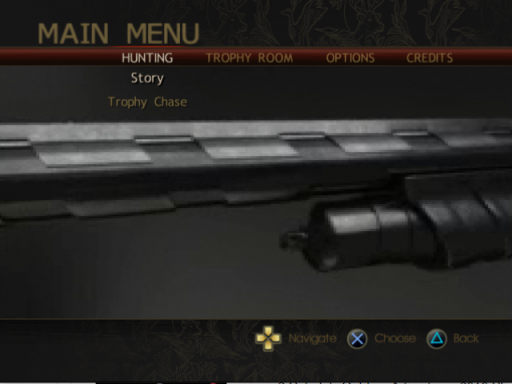 MAIN MENU
HUNTING TROPHY ROOM OPTIONS CREDITS
Story
Trophy Chase
Navigate Choose Back